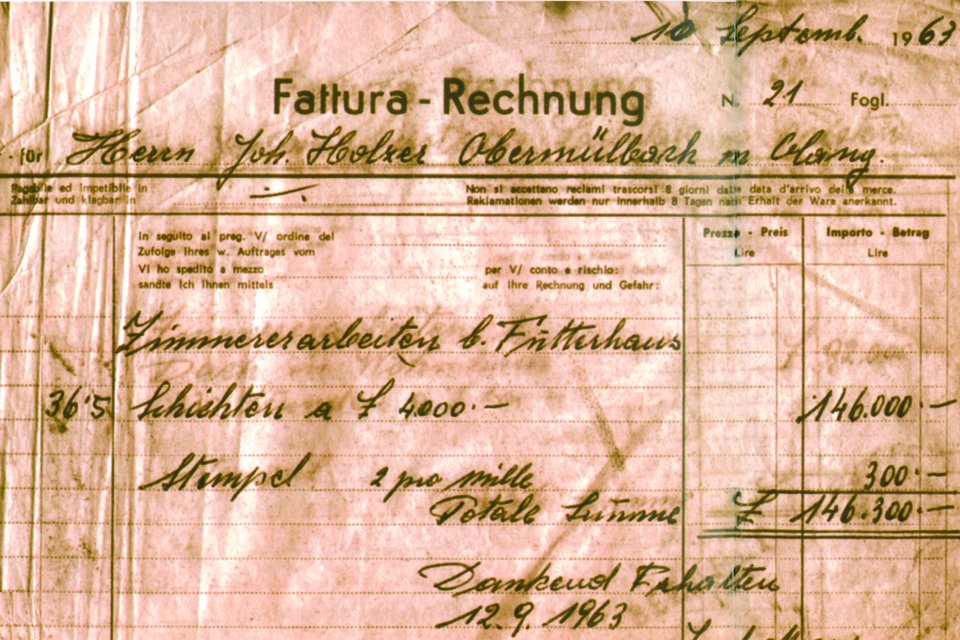 10 Septemb. 1963
Fattura - Rechnung N. 21 Fogl.
für Herrn Joh. Holzer Obermülbach in Olang.
Pagabile ed impetibile in
Zahlbar und klagbar in
Non si accettano reclami trascorsi 8 giorni dalla data d'arrivo della merce.
Reklamationen werden nur innerhalb 8 Tagen nach Erhalt der Ware anerkannt.
Prezzo - Preis Importo - Betrag
Lire Lire
In seguito al preg. V/ ordine del
Zufolge Ihres w. Auftrages vom
Vi ho spedito a mezzo per V/ conto e rischio:
sandte ich Ihnen mittels auf Ihre Rechnung und Gefahr:
Zimmererarbeiten b. Futterhaus
36'5 Schichten a £ 4000.— 146.000.—
Stempel 2 pro mille 300.—
Totale Summe £ 146.300.—
Dankend Erhalten
12.9.1963